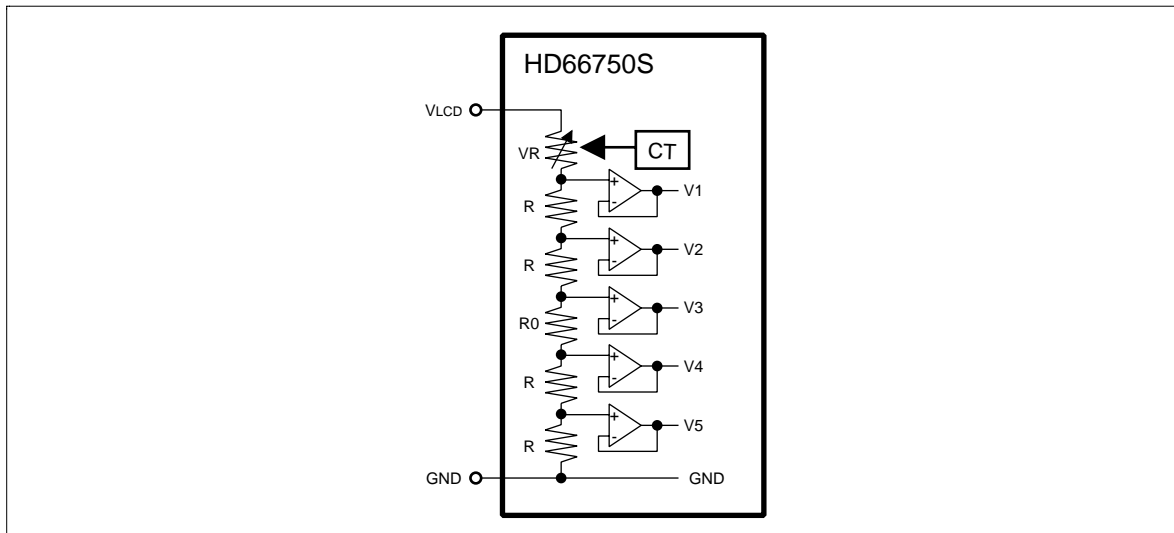 HD66750S
VLCD
VR
CT
+
-
V1
R
+
-
V2
R
+
-
V3
R0
+
-
V4
R
+
-
V5
R
GND
GND